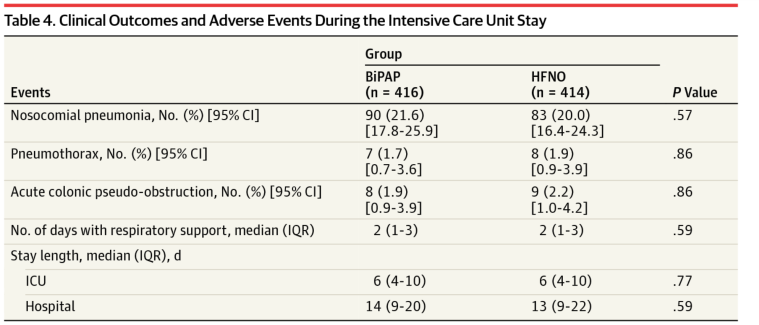 Table 4. Clinical Outcomes and Adverse Events During the Intensive Care Unit Stay
Group
Events
BiPAP
(n = 416)
HFNO
(n = 414)
P Value
Nosocomial pneumonia, No. (%) [95% CI] 90 (21.6) 83 (20.0) .57
[17.8-25.9] [16.4-24.3]
Pneumothorax, No. (%) [95% CI] 7 (1.7) 8 (1.9) .86
[0.7-3.6] [0.9-3.9]
Acute colonic pseudo-obstruction, No. (%) [95% CI] 8 (1.9) 9 (2.2) .86
[0.9-3.9] [1.0-4.2]
No. of days with respiratory support, median (IQR) 2 (1-3) 2 (1-3) .59
Stay length, median (IQR), d
ICU 6 (4-10) 6 (4-10) .77
Hospital 14 (9-20) 13 (9-22) .59